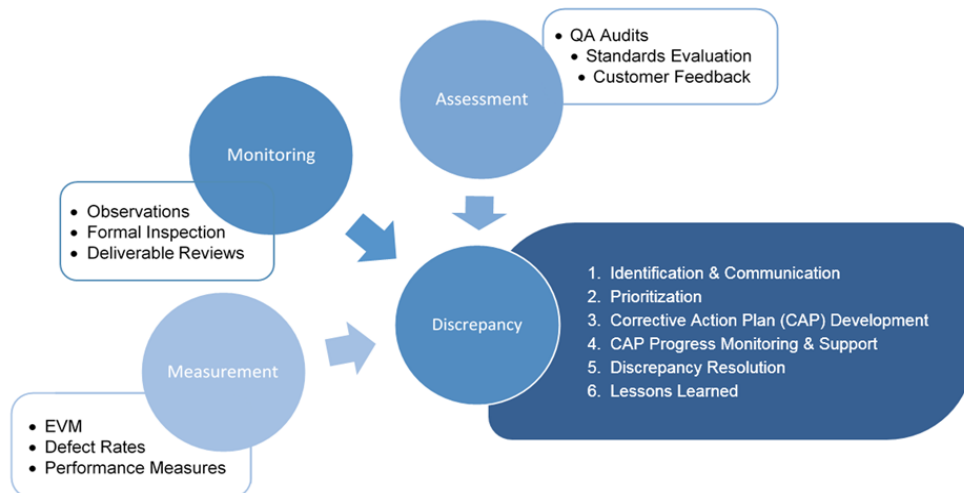 Assessment
• QA Audits
• Standards Evaluation
• Customer Feedback
Monitoring
• Observations
• Formal Inspection
• Deliverable Reviews
Measurement
• EVM
• Defect Rates
• Performance Measures
Discrepancy
1. Identification & Communication
2. Prioritization
3. Corrective Action Plan (CAP) Development
4. CAP Progress Monitoring & Support
5. Discrepancy Resolution
6. Lessons Learned